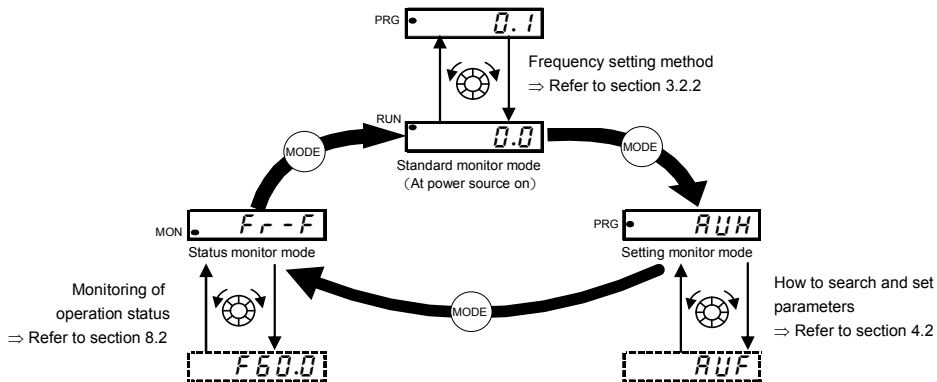 PRG
0.1
Frequency setting method
⇒ Refer to section 3.2.2
RUN
0.0
MODE
MODE
Standard monitor mode
(At power source on)
MON
Fr-F
Status monitor mode
PRG
AUH
Setting monitor mode
Monitoring of
operation status
⇒ Refer to section 8.2
MODE
How to search and set
parameters
⇒ Refer to section 4.2
F60.0
AUF